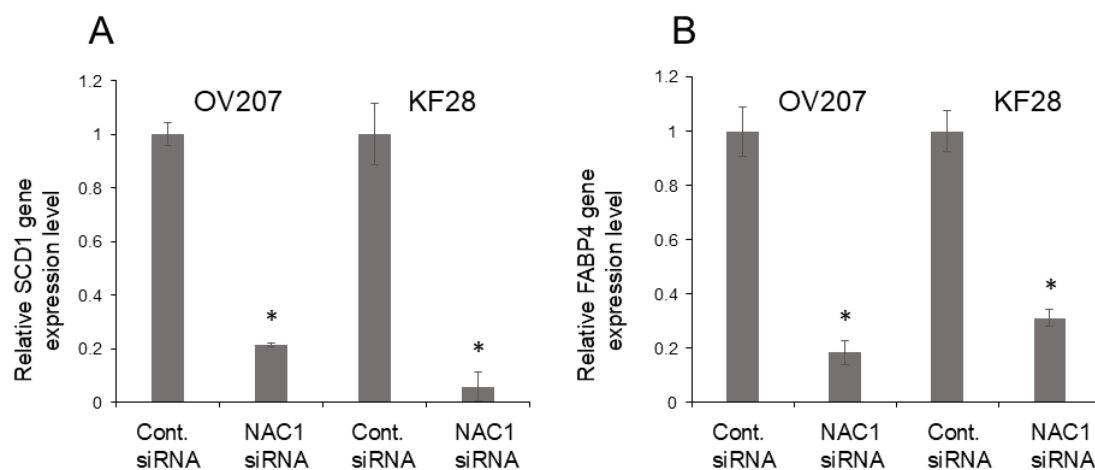 A
Relative SCD1 gene
expression level
1.2
1
0.8
0.6
0.4
0.2
0
OV207
KF28
*
*
Cont.
siRNA
NAC1
siRNA
Cont.
siRNA
NAC1
siRNA
B
Relative FABP4 gene
expression level
1.2
1
0.8
0.6
0.4
0.2
0
OV207
KF28
*
*
Cont.
siRNA
NAC1
siRNA
Cont.
siRNA
NAC1
siRNA